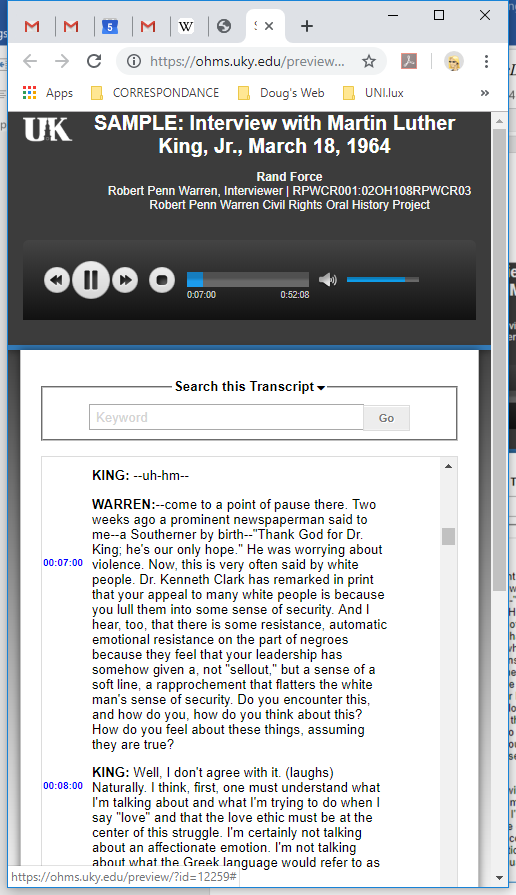 5
W
S
https://ohms.uky.edu/preview...
Apps
CORRESPONDANCE
Doug's Web
UNI.lux
»
UK
SAMPLE: Interview with Martin Luther
King, Jr., March 18, 1964
Rand Force
Robert Penn Warren, Interviewer | RPWCR001:02OH108RPWCR03
Robert Penn Warren Civil Rights Oral History Project
0:07:00
0:52:08
Search this Transcript
Keyword
Go
KING: --uh-hm--
WARREN:--come to a point of pause there. Two
weeks ago a prominent newspaperman said to
me--a Southerner by birth--"Thank God for Dr.
King; he's our only hope." He was worrying about
00:07:00
violence. Now, this is very often said by white
people. Dr. Kenneth Clark has remarked in print
that your appeal to many white people is because
you lull them into some sense of security. And I
hear, too, that there is some resistance, automatic
emotional resistance on the part of negroes
because they feel that your leadership has
somehow given a, not "sellout," but a sense of a
soft line, a rapprochement that flatters the white
man's sense of security. Do you encounter this,
and how do you, how do you think about this?
How do you feel about these things, assuming
they are true?
KING: Well, I don't agree with it. (laughs)
00:08:00
Naturally. I think, first, one must understand what
I'm talking about and what I'm trying to do when I
say "love" and that the love ethic must be at the
center of this struggle. I'm certainly not talking
about an affectionate emotion. I'm not talking
about what the Greek language would refer to as
https://ohms.uky.edu/preview/?id=12259#